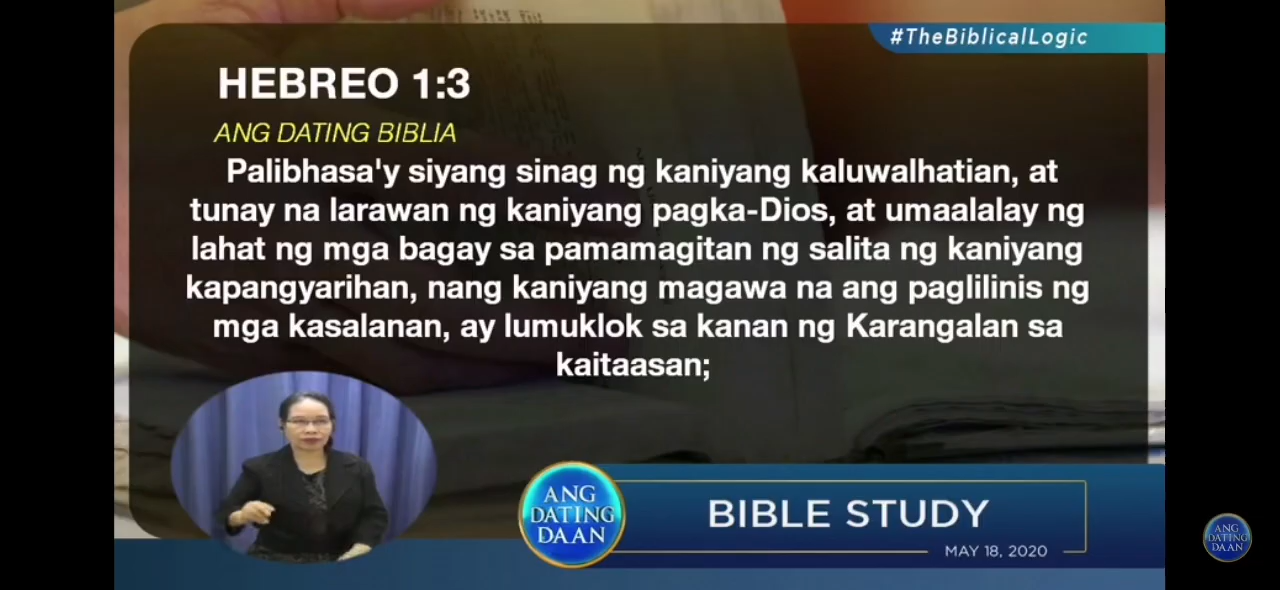 #TheBiblicalLogic
HEBREO 1:3
ANG DATING BIBLIA
Palibhasa'y siyang sinag ng kaniyang kaluwalhatian, at
tunay na larawan ng kaniyang pagka-Dios, at umaalalay ng
lahat ng mga bagay sa pamamagitan ng salita ng kaniyang
kapangyarihan, nang kaniyang magawa na ang paglilinis ng
mga kasalanan, ay lumuklok sa kanan ng Karangalan sa
kaitaasan;
ANG
DATING
DAAN
BIBLE STUDY
MAY 18, 2020
ANG
DATING
DAAN